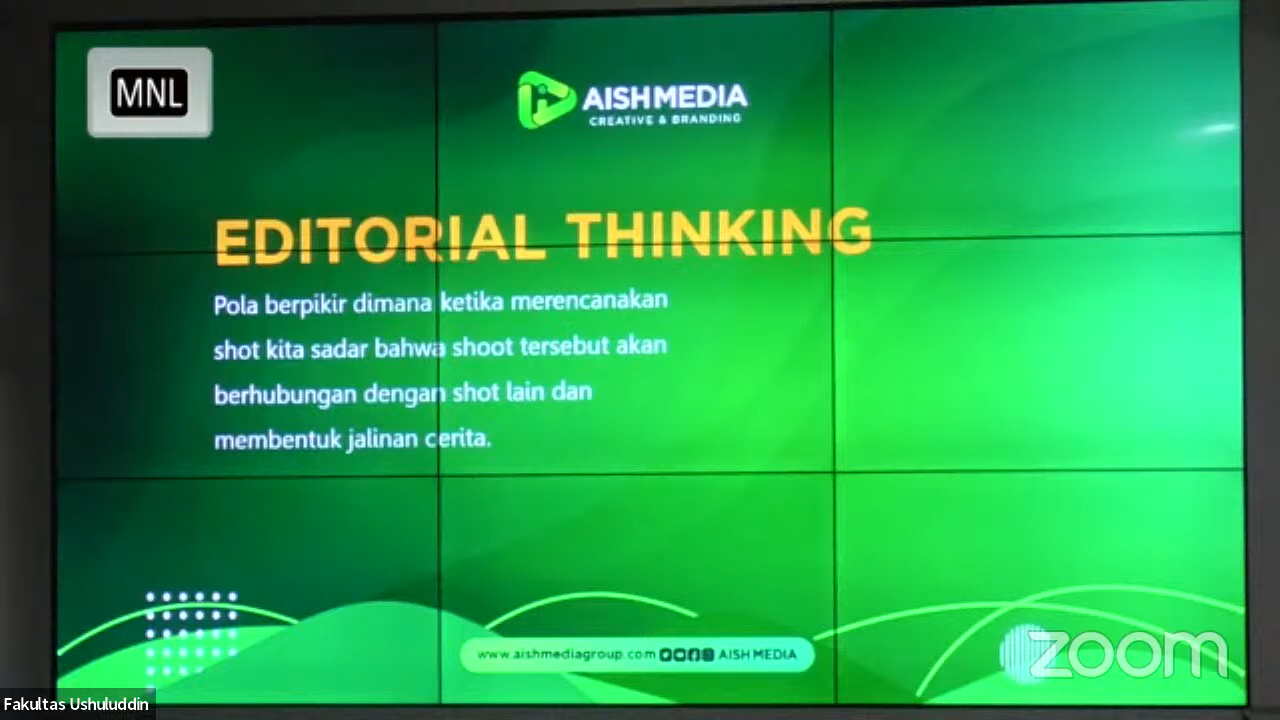 MNL
AISHMEDIA
CREATIVE & BRANDING
EDITORIAL THINKING
Pola berpikir dimana ketika merencanakan
shot kita sadar bahwa shoot tersebut akan
berhubungan dengan shot lain dan
membentuk jalinan cerita.
www.aishmediagroup.com AISH MEDIA
zoom
Fakultas Ushuluddin